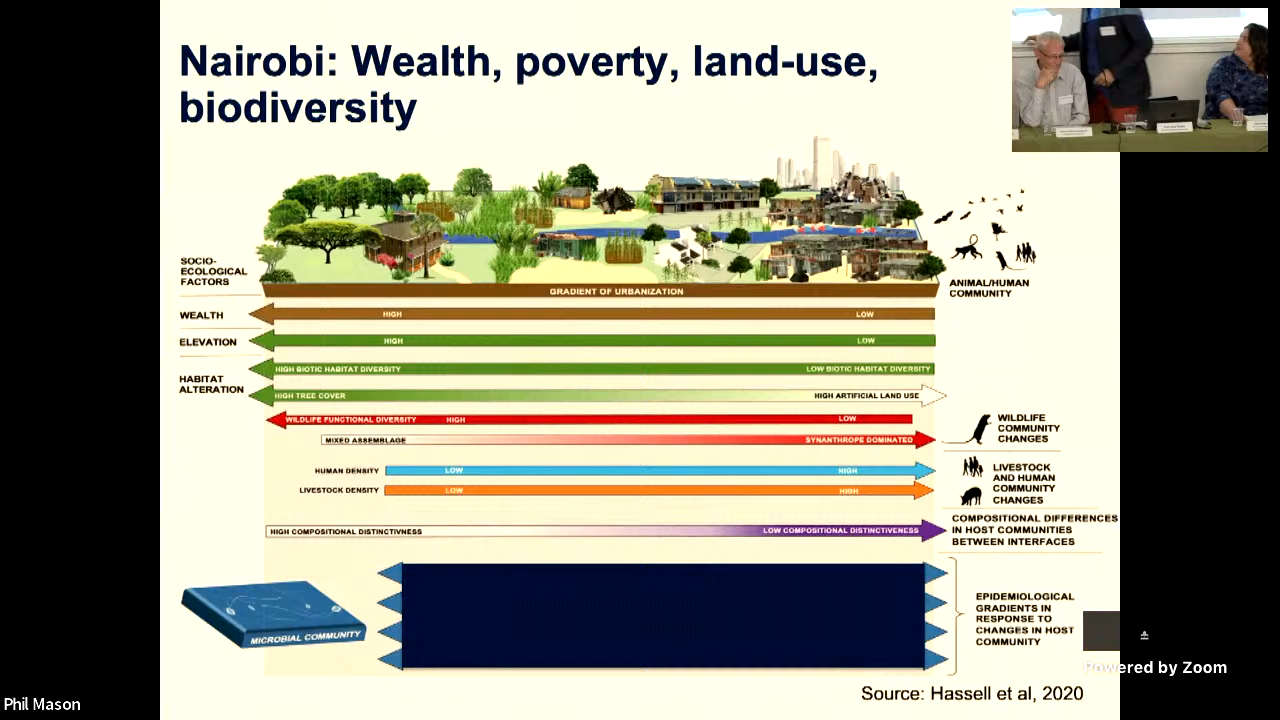 Nairobi: Wealth, poverty, land-use,
biodiversity
SOCIO-
ECOLOGICAL
FACTORS
GRADIENT OF URBANIZATION
ANIMAL/HUMAN
COMMUNITY
WEALTH
HIGH
LOW
ELEVATION
HIGH
LOW
HABITAT
ALTERATION
HIGH BIOTIC HABITAT DIVERSITY
LOW BIOTIC HABITAT DIVERSITY
HIGH TREE COVER
HIGH ARTIFICIAL LAND USE
WILDLIFE FUNCTIONAL DIVERSITY
HIGH
LOW
MIXED ASSEMBLAGE
SYNANTHROPE DOMINATED
WILDLIFE
COMMUNITY
CHANGES
HUMAN DENSITY
LOW
HIGH
LIVESTOCK DENSITY
LOW
HIGH
LIVESTOCK
AND HUMAN
COMMUNITY
CHANGES
HIGH COMPOSITIONAL DISTINCTIVNESS
LOW COMPOSITIONAL DISTINCTIVENESS
COMPOSITIONAL DIFFERENCES
IN HOST COMMUNITIES
BETWEEN INTERFACES
MICROBIAL COMMUNITY
EPIDEMIOLOGICAL
GRADIENTS IN
RESPONSE TO
CHANGES IN HOST
COMMUNITY
Source: Hassell et al, 2020
Powered by Zoom
Phil Mason